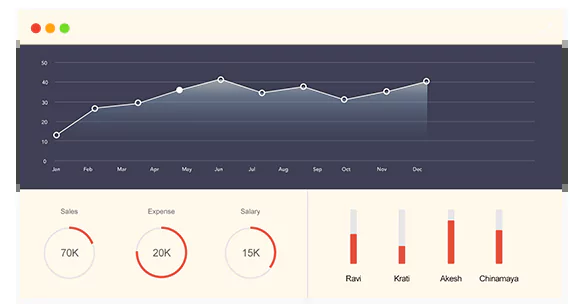 50
40
30
20
10
0
Jan Feb Mar Apr May Jun Jul Aug Sep Oct Nov Dec
Sales Expense Salary
70K 20K 15K
Ravi Krati Akesh Chinamaya